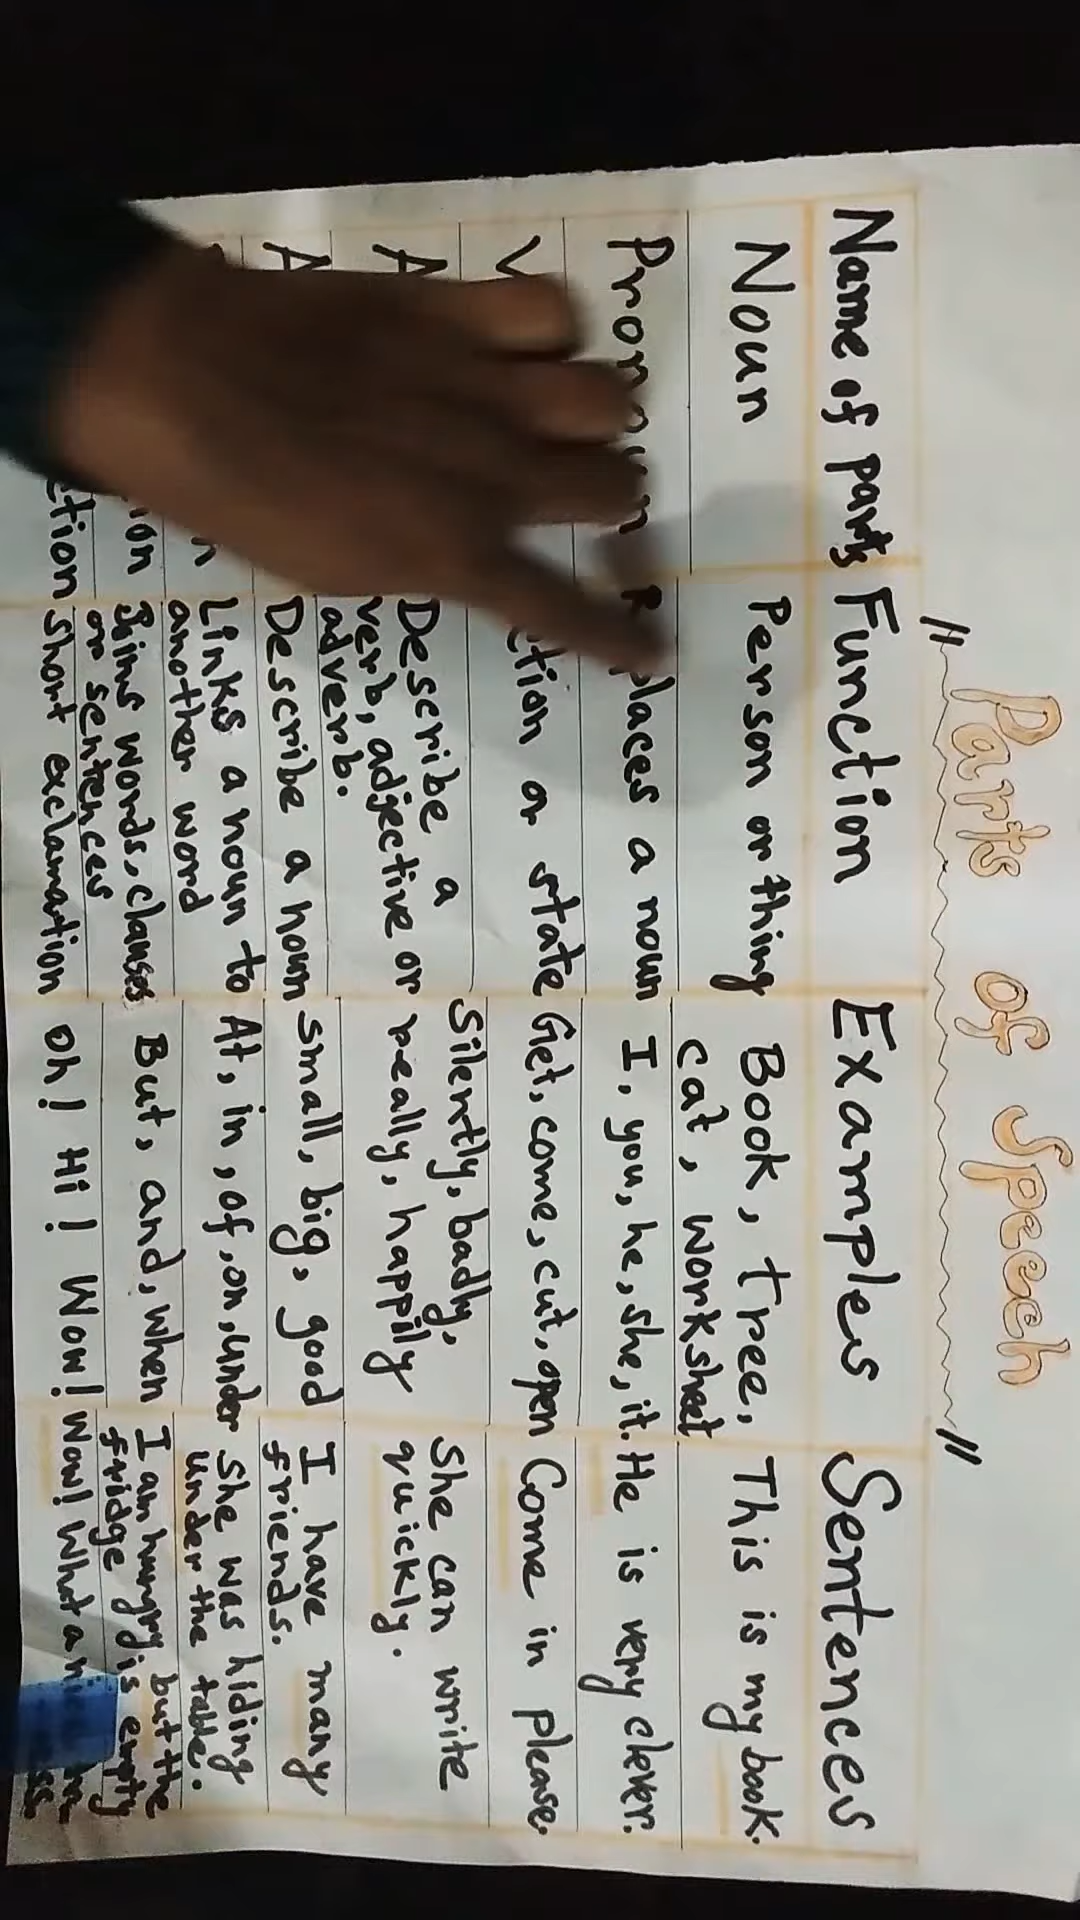 "Parts of Speech"
Name of parts Function Examples Sentences
Noun Person or thing Book, tree, cat, worksheet This is my book.
Pronoun Replaces a noun I, you, he, she, it. He is very clever.
ction or state Get, come, cut, open Come in please.
Describe a
verb, adjective or
adverb.
Silently, badly,
really, happily
She can write
quickly.
Describe a noun small, big, good I have many
friends.
Links a noun to
another word
At, in, of, on, under She was hiding
under the table.
ion Joins words, clauses
or sentences
But, and, when I am hungry, but the
fridge is empty
ction short exclamation oh! Hi! Wow! Wow! What a